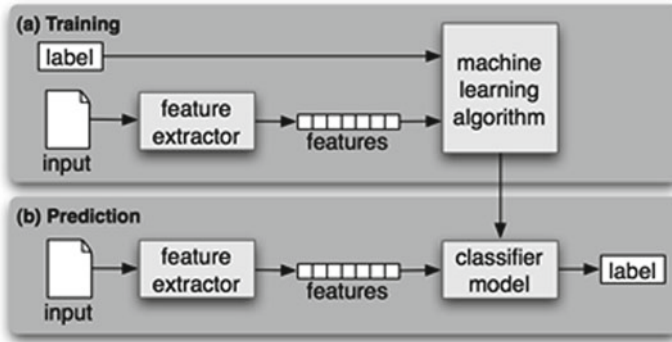 (a) Training
label
machine
learning
algorithm
feature
extractor
features
input
(b) Prediction
feature
extractor
classifier
model
label
features
input